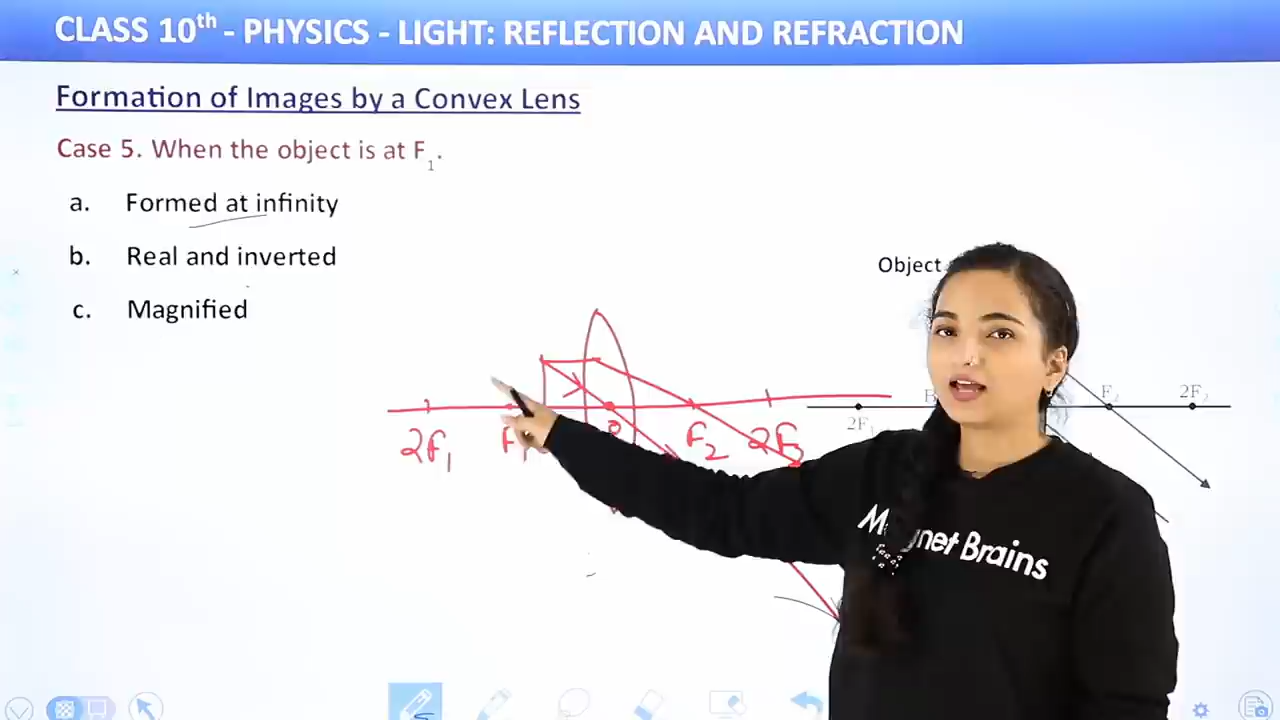 CLASS 10th - PHYSICS - LIGHT: REFLECTION AND REFRACTION
Formation of Images by a Convex Lens
Case 5. When the object is at F1.
a. Formed at infinity
b. Real and inverted
c. Magnified
Object
F2 2F2
2F1
2F1 F1 F2 2F2
Magnet Brains